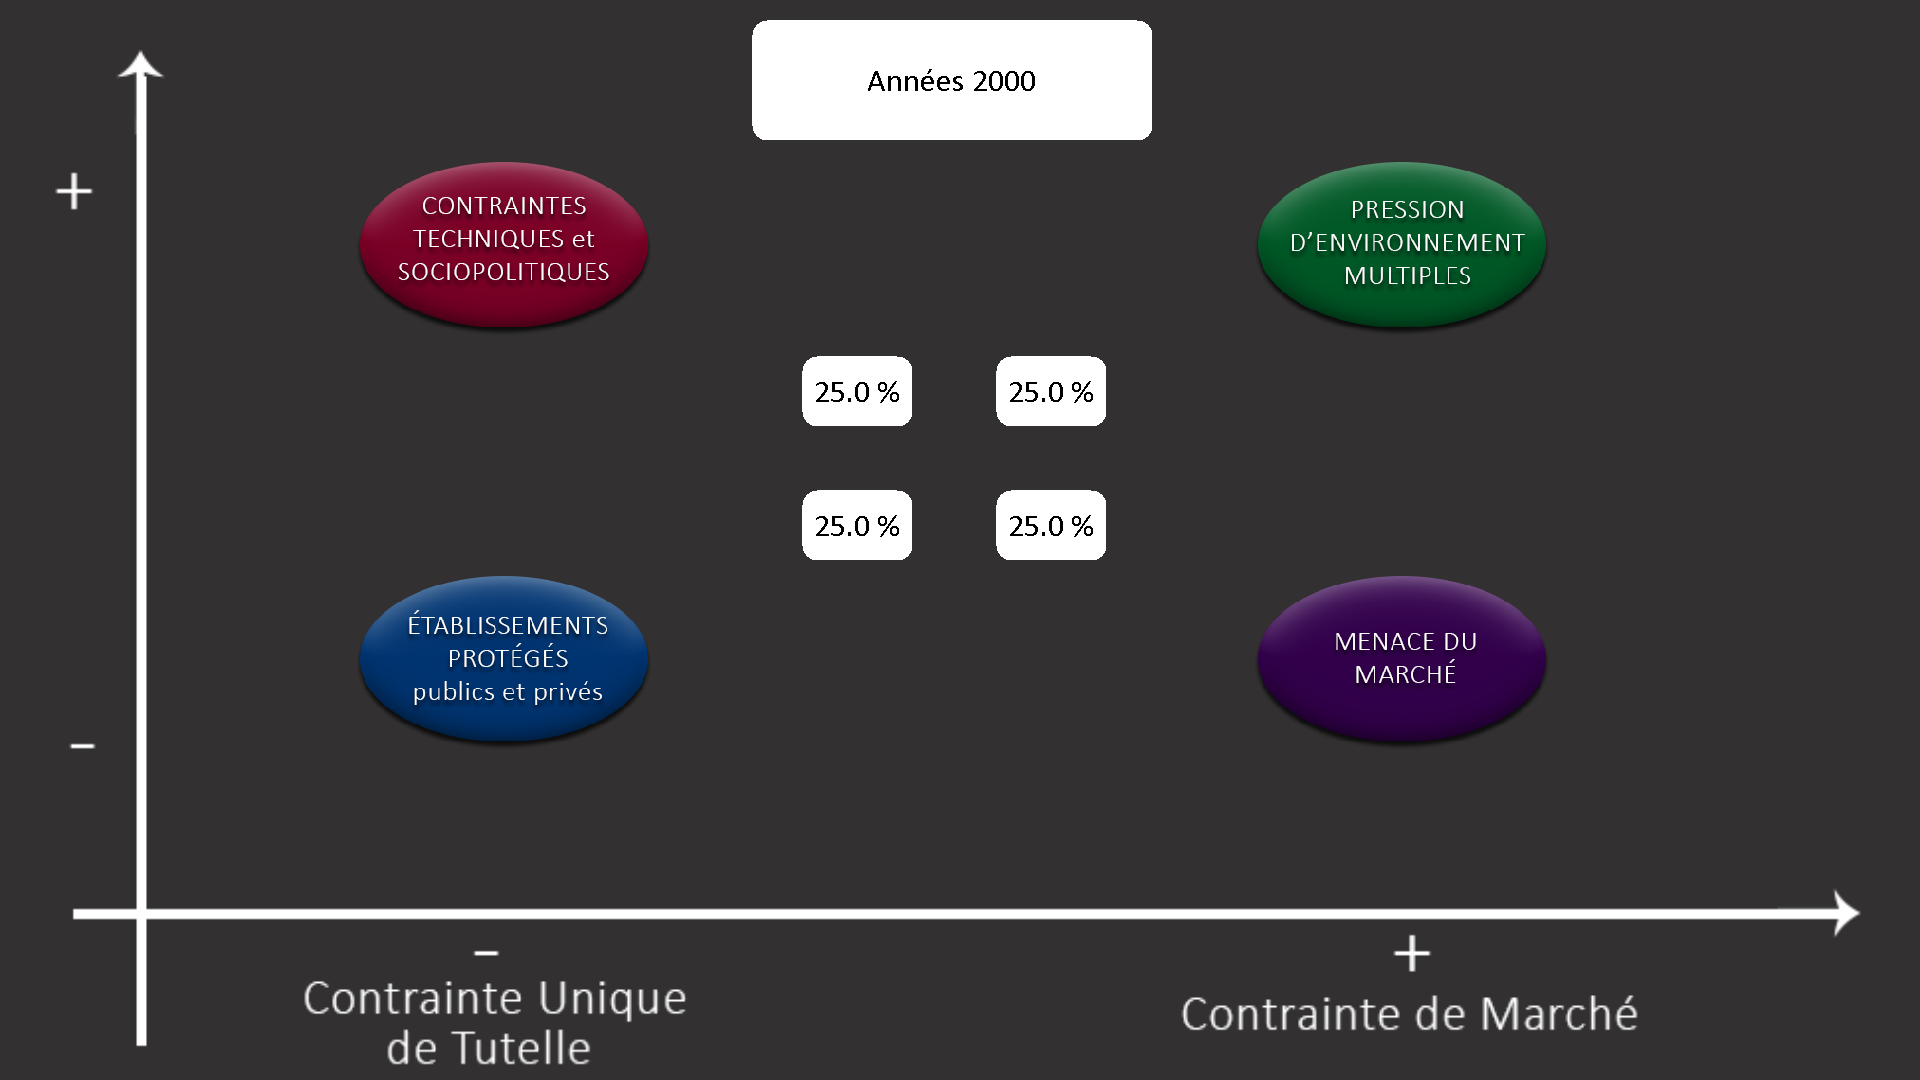 Années 2000
+
CONTRAINTES
TECHNIQUES et
SOCIOPOLITIQUES
PRESSION
D’ENVIRONNEMENT
MULTIPLES
25.0 %
25.0 %
25.0 %
25.0 %
ÉTABLISSEMENTS
PROTÉGÉS
publics et privés
MENACE DU
MARCHÉ
–
–
Contrainte Unique
de Tutelle
+
Contrainte de Marché